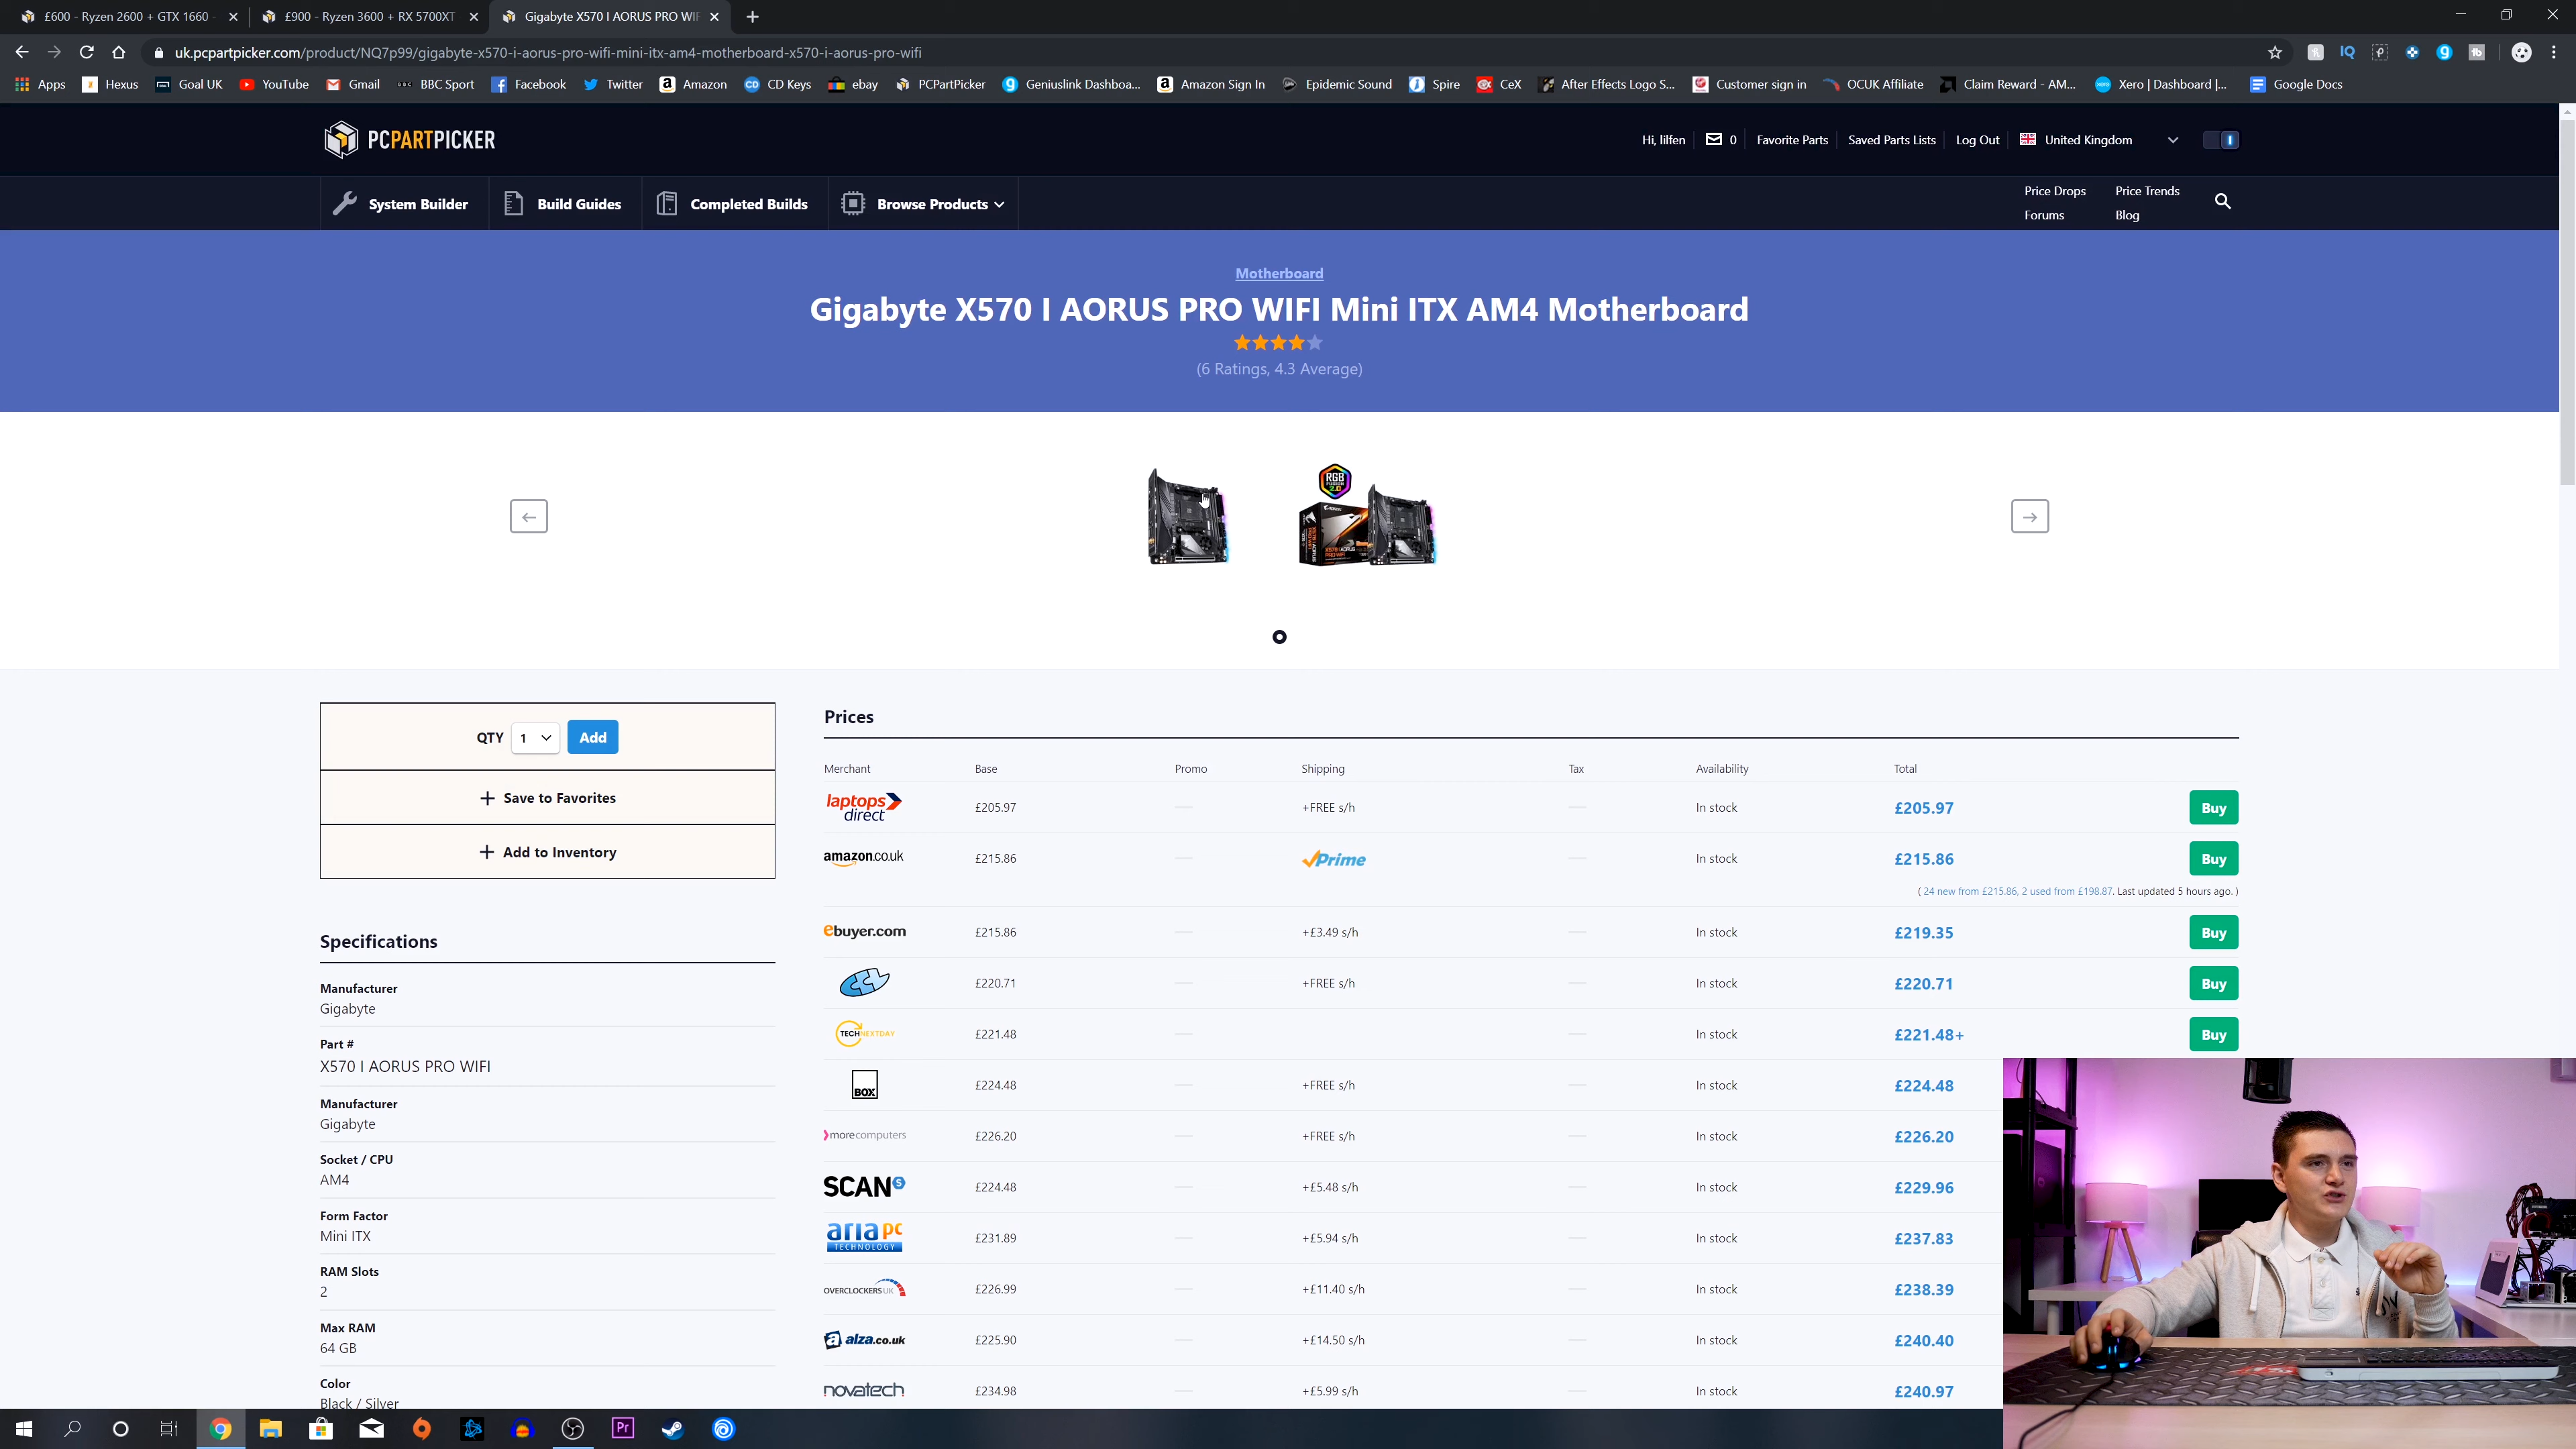 £600 - Ryzen 2600 + GTX 1660 -
£900 - Ryzen 3600 + RX 5700XT
Gigabyte X570 I AORUS PRO WIF
uk.pcpartpicker.com/product/NQ7p99/gigabyte-x570-i-aorus-pro-wifi-mini-itx-am4-motherboard-x570-i-aorus-pro-wifi
Apps Hexus Goal UK YouTube Gmail BBC Sport Facebook Twitter Amazon CD Keys ebay PCPartPicker Geniuslink Dashboa... Amazon Sign In Epidemic Sound Spire CeX After Effects Logo S... Customer sign in OCUK Affiliate Claim Reward - AM... Xero | Dashboard |... Google Docs
PCPARTPICKER
Hi, lilfen 0 Favorite Parts Saved Parts Lists Log Out United Kingdom
System Builder Build Guides Completed Builds Browse Products
Price Drops Price Trends
Forums Blog
Motherboard
Gigabyte X570 I AORUS PRO WIFI Mini ITX AM4 Motherboard
(6 Ratings, 4.3 Average)
RGB
FUSION
2.0
QTY 1 Add
+ Save to Favorites
+ Add to Inventory
Specifications
Manufacturer
Gigabyte
Part #
X570 I AORUS PRO WIFI
Manufacturer
Gigabyte
Socket / CPU
AM4
Form Factor
Mini ITX
RAM Slots
2
Max RAM
64 GB
Color
Black / Silver
Prices
Merchant Base Promo Shipping Tax Availability Total
laptops direct £205.97 +FREE s/h In stock £205.97 Buy
amazon.co.uk £215.86 Prime In stock £215.86 Buy
( 24 new from £215.86, 2 used from £198.87. Last updated 5 hours ago. )
ebuyer.com £215.86 +£3.49 s/h In stock £219.35 Buy
CCL £220.71 +FREE s/h In stock £220.71 Buy
TECHNEXTDAY £221.48 In stock £221.48+ Buy
BOX £224.48 +FREE s/h In stock £224.48
morecomputers £226.20 +FREE s/h In stock £226.20
SCAN S £224.48 +£5.48 s/h In stock £229.96
aria pc TECHNOLOGY £231.89 +£5.94 s/h In stock £237.83
OVERCLOCKERS UK £226.99 +£11.40 s/h In stock £238.39
a alza.co.uk £225.90 +£14.50 s/h In stock £240.40
novatech £234.98 +£5.99 s/h In stock £240.97
Pr